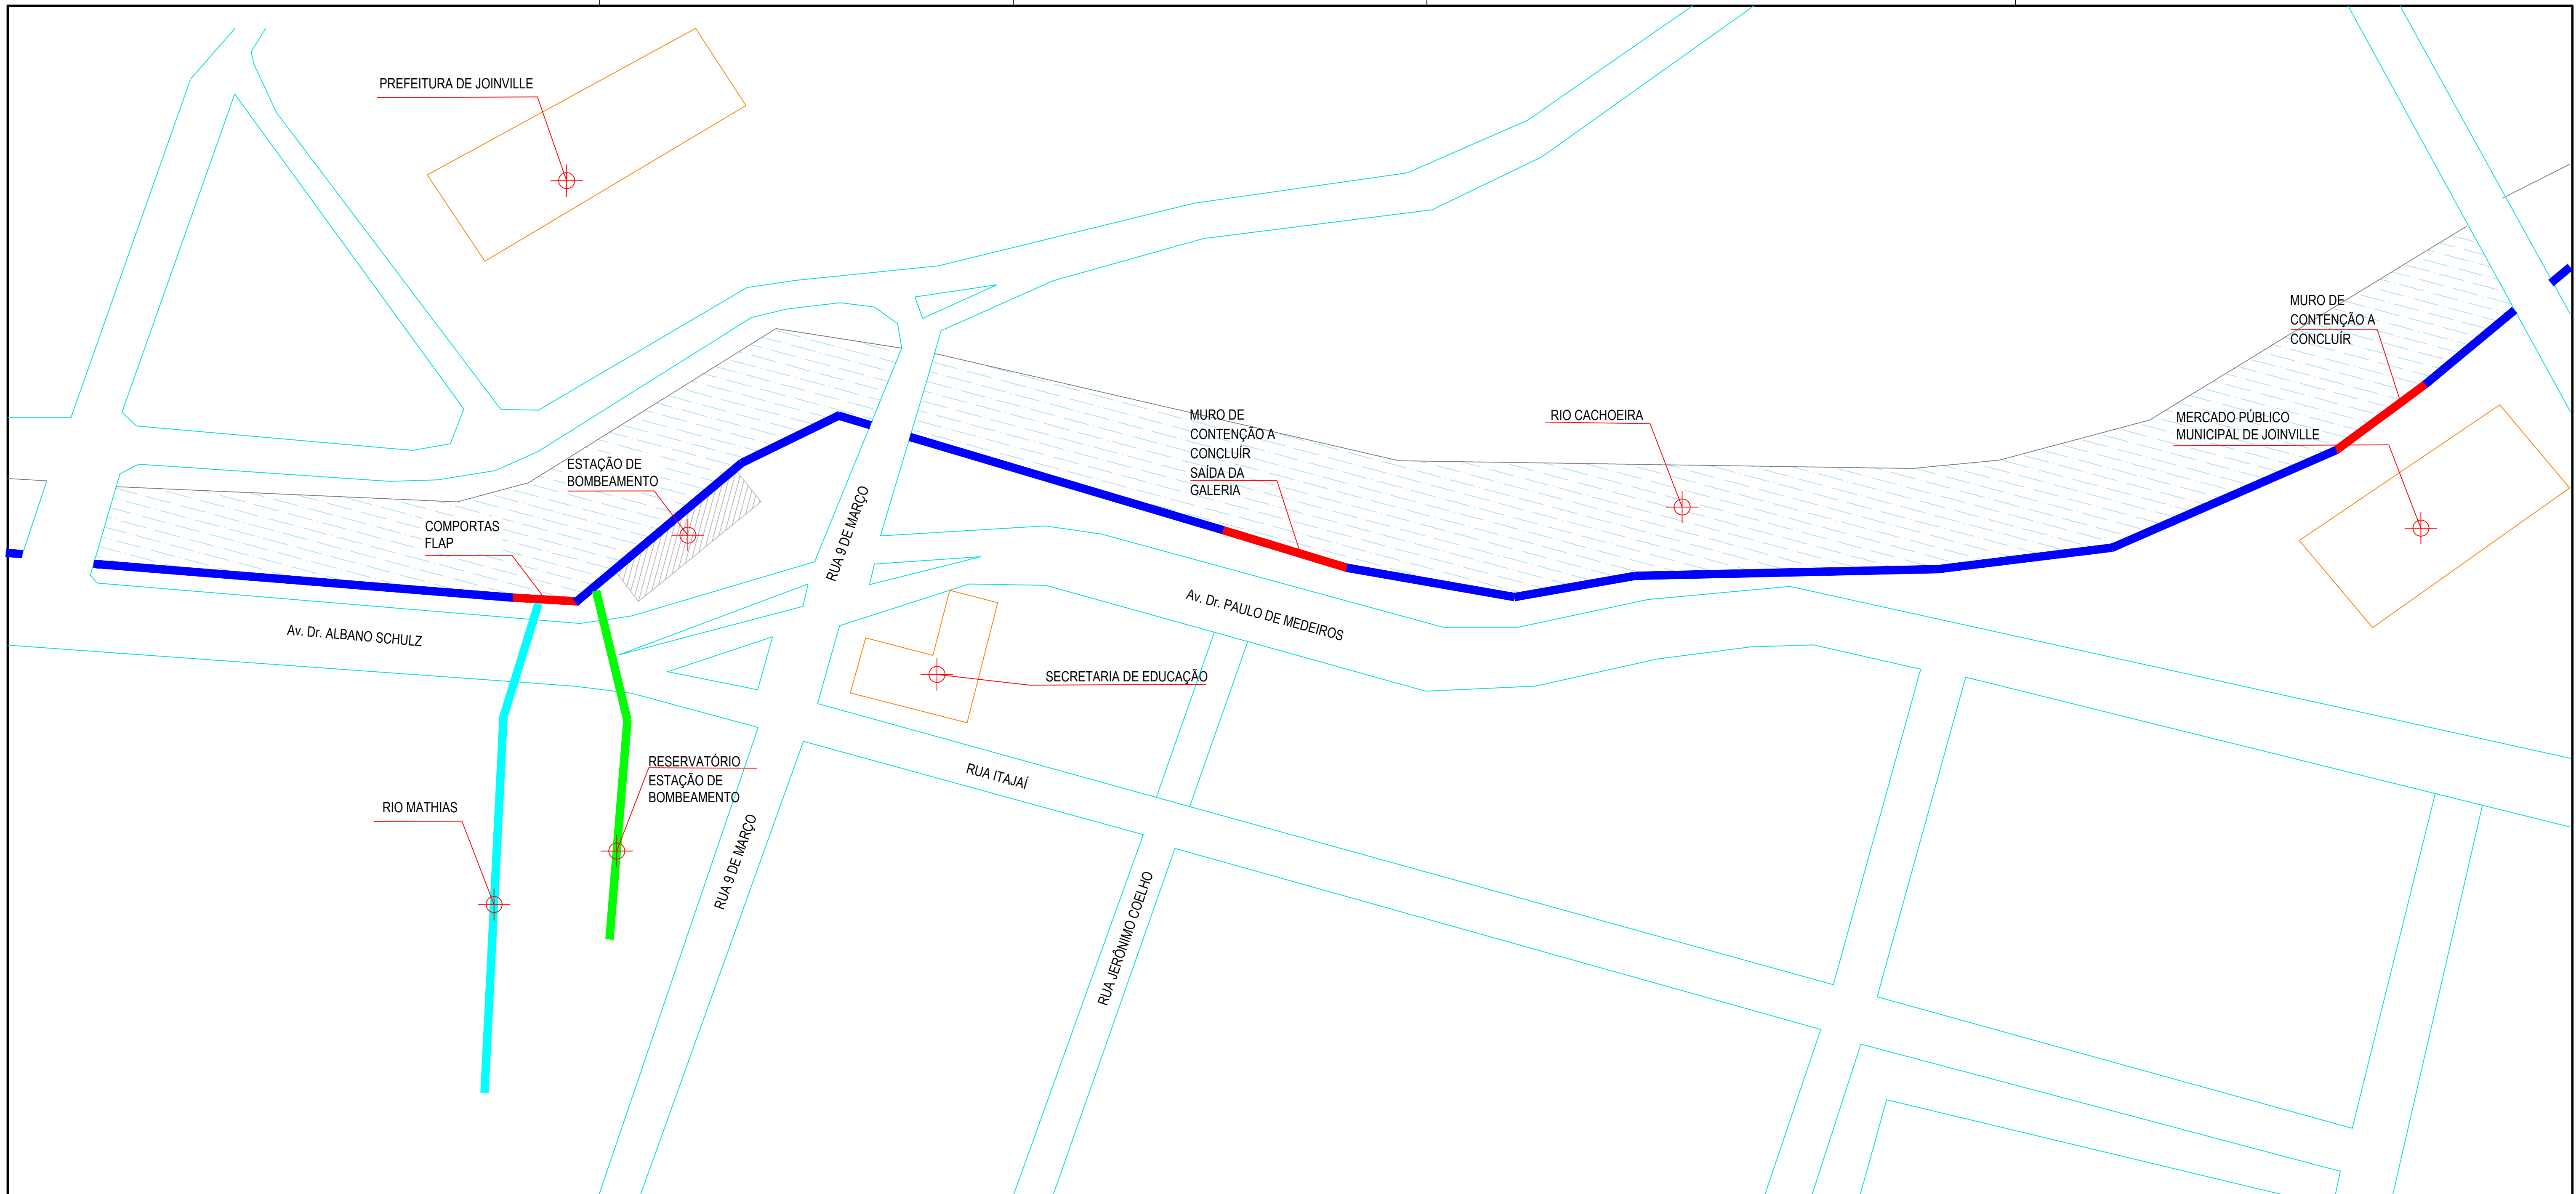 PREFEITURA DE JOINVILLE
MURO DE
CONTENÇÃO A
CONCLUÍR
MERCADO PÚBLICO
MUNICIPAL DE JOINVILLE
RIO CACHOEIRA
MURO DE
CONTENÇÃO A
CONCLUÍR
SAÍDA DA
GALERIA
ESTAÇÃO DE
BOMBEAMENTO
COMPORTAS
FLAP
RUA 9 DE MARÇO
Av. Dr. ALBANO SCHULZ
Av. Dr. PAULO DE MEDEIROS
SECRETARIA DE EDUCAÇÃO
RESERVATÓRIO
ESTAÇÃO DE
BOMBEAMENTO
RUA ITAJAÍ
RIO MATHIAS
RUA 9 DE MARÇO
RUA JERÔNIMO COELHO